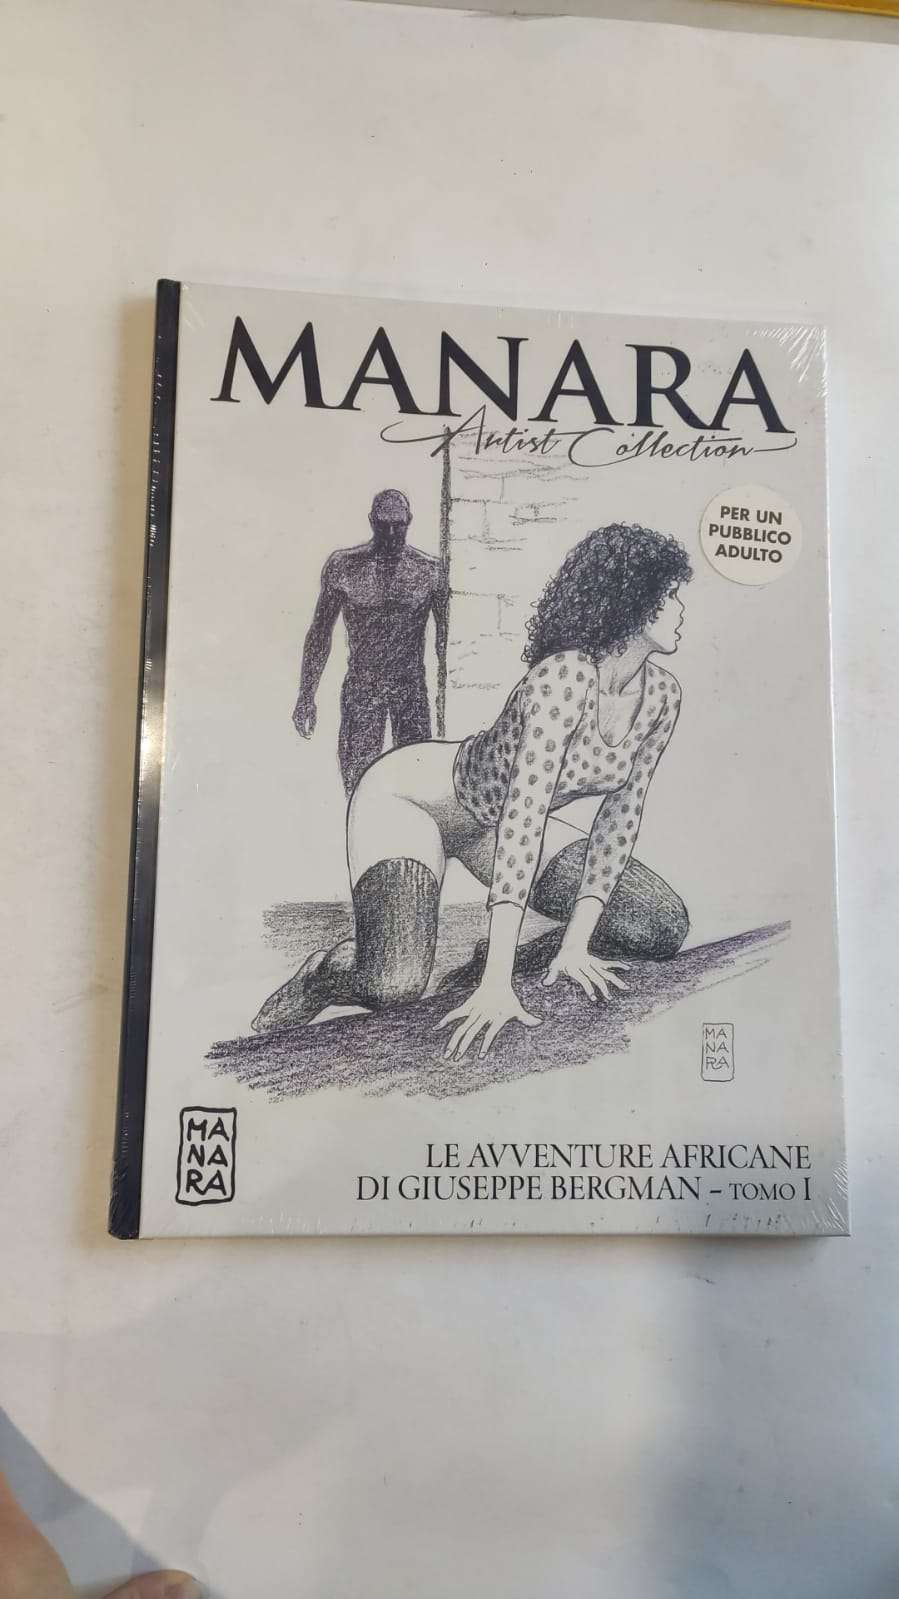 MANARA
Artist Collection
PER UN
PUBBLICO
ADULTO
MA
NA
RA
MA
NA
RA
LE AVVENTURE AFRICANE
DI GIUSEPPE BERGMAN – TOMO I